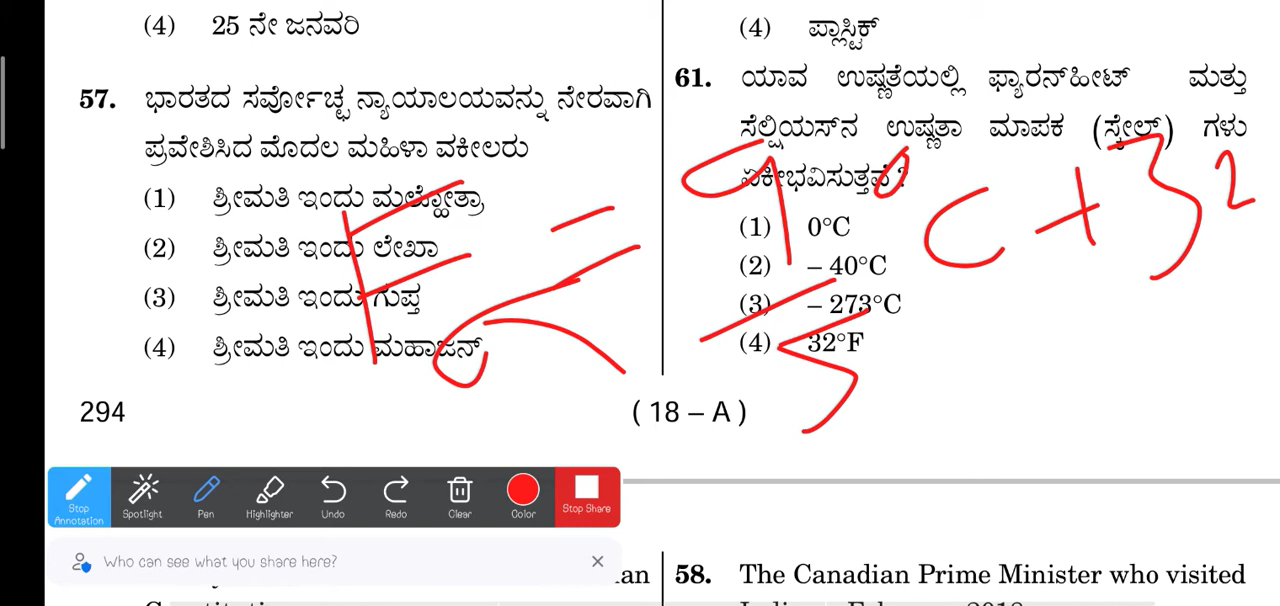 (4) 25 ನೇ ಜನವರಿ
57. ಭಾರತದ ಸರ್ವೋಚ್ಛ ನ್ಯಾಯಾಲಯವನ್ನು ನೇರವಾಗಿ
ಪ್ರವೇಶಿಸಿದ ಮೊದಲ ಮಹಿಳಾ ವಕೀಲರು
(1) ಶ್ರೀಮತಿ ಇಂದು ಮಲ್ಹೋತ್ರಾ
(2) ಶ್ರೀಮತಿ ಇಂದು ಲೇಖಾ
(3) ಶ್ರೀಮತಿ ಇಂದು ಗುಪ್ತ
(4) ಶ್ರೀಮತಿ ಇಂದು ಮಹಾಜನ್
(4) ಪ್ಲಾಸ್ಟಿಕ್
61. ಯಾವ ಉಷ್ಣತೆಯಲ್ಲಿ ಫ್ಯಾರನ್‌ಹೀಟ್ ಮತ್ತು
ಸೆಲ್ಷಿಯಸ್‌ನ ಉಷ್ಣತಾ ಮಾಪಕ (ಸ್ಕೇಲ್) ಗಳು
ಏಕೀಭವಿಸುತ್ತವೆ?
(1) 0°C
(2) – 40°C
(3) – 273°C
(4) 32°F
F = 9 C + 32
5
294 (18 – A)
Stop Annotation
Spotlight
Pen
Highlighter
Undo
Redo
Clear
Color
Stop Share
Who can see what you share here?
58. The Canadian Prime Minister who visited